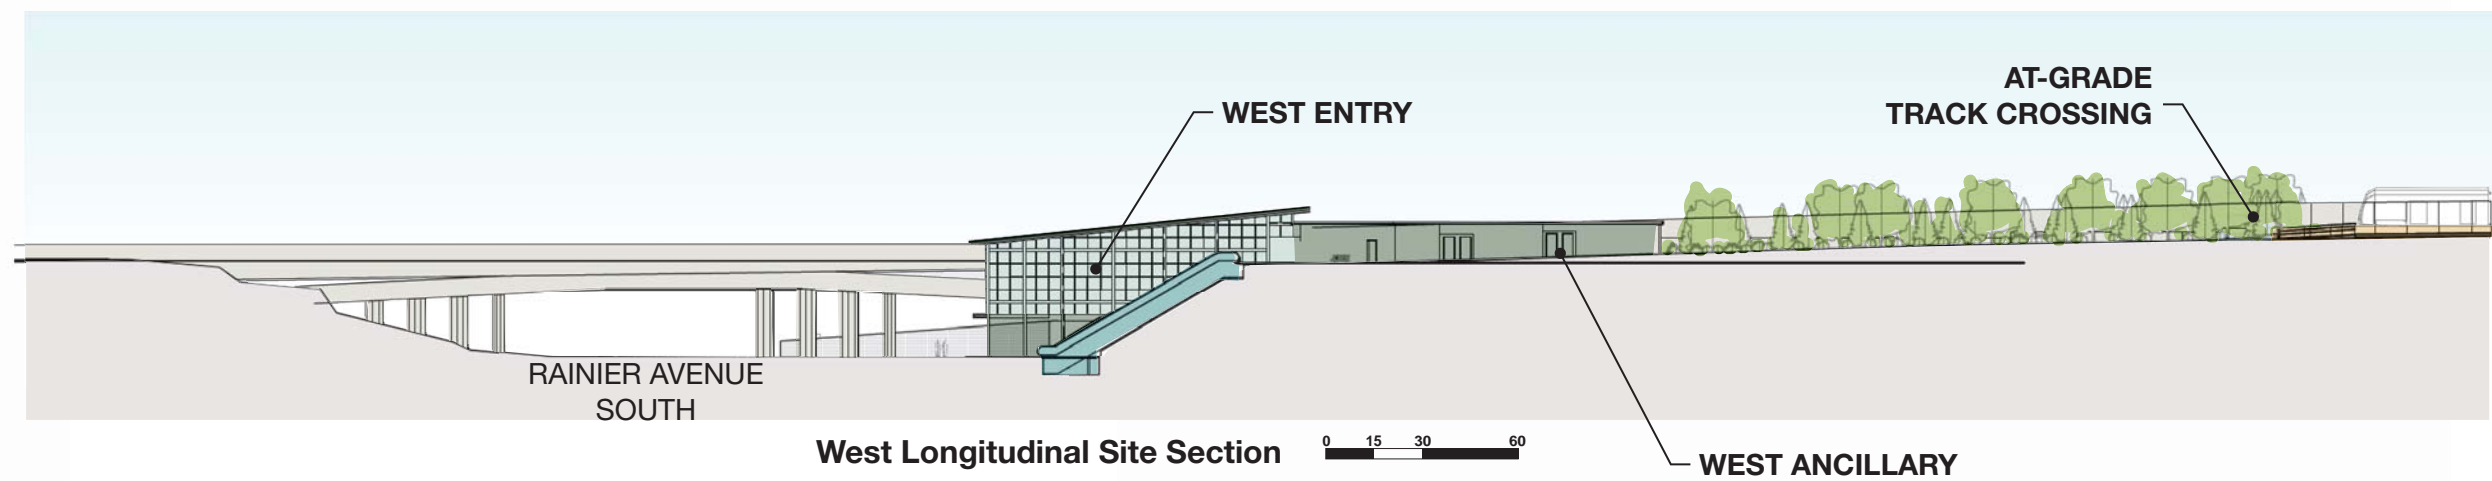 AT-GRADE
TRACK CROSSING
WEST ENTRY
RAINIER AVENUE
SOUTH
West Longitudinal Site Section
0 15 30 60
WEST ANCILLARY